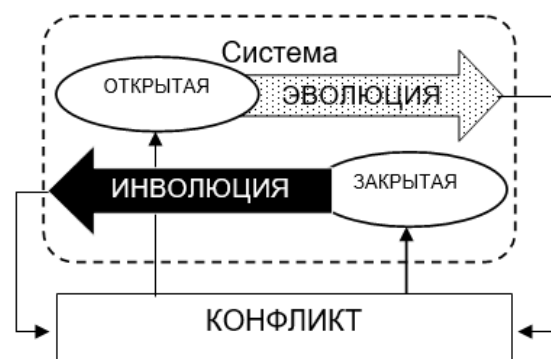 Система
ОТКРЫТАЯ
ЭВОЛЮЦИЯ
ИНВОЛЮЦИЯ
ЗАКРЫТАЯ
КОНФЛИКТ